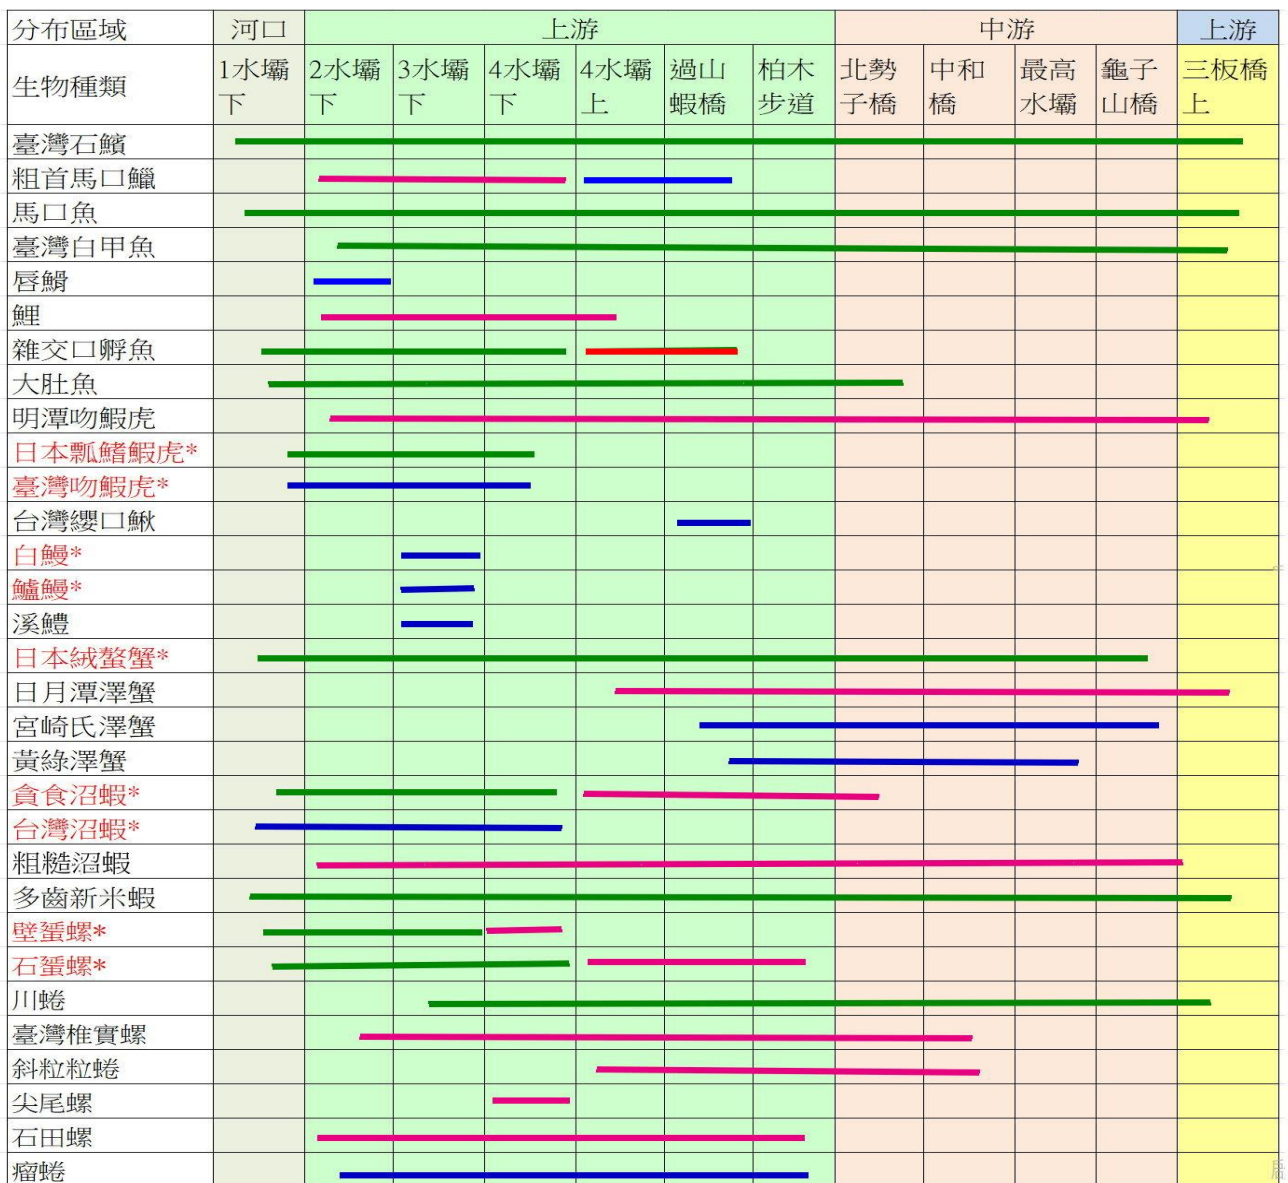 分布區域 河口 上游 中游 上游
生物種類 1水壩下 2水壩下 3水壩下 4水壩下 4水壩上 過山蝦橋 柏木步道 北勢子橋 中和橋 最高水壩 龜子山橋 三板橋上
臺灣石鱝
粗首馬口鱲
馬口魚
臺灣白甲魚
唇䱻
鯉
雜交口孵魚
大肚魚
明潭吻鰕虎
日本瓢鰭鰕虎*
臺灣吻鰕虎*
台灣纓口鰍
白鰻*
鱸鰻*
溪鱧
日本絨螯蟹*
日月潭澤蟹
宮崎氏澤蟹
黃綠澤蟹
貪食沼蝦*
台灣沼蝦*
粗糙沼蝦
多齒新米蝦
壁蜑螺*
石蜑螺*
川蜷
臺灣椎實螺
斜粒粒蜷
尖尾螺
石田螺
瘤蜷